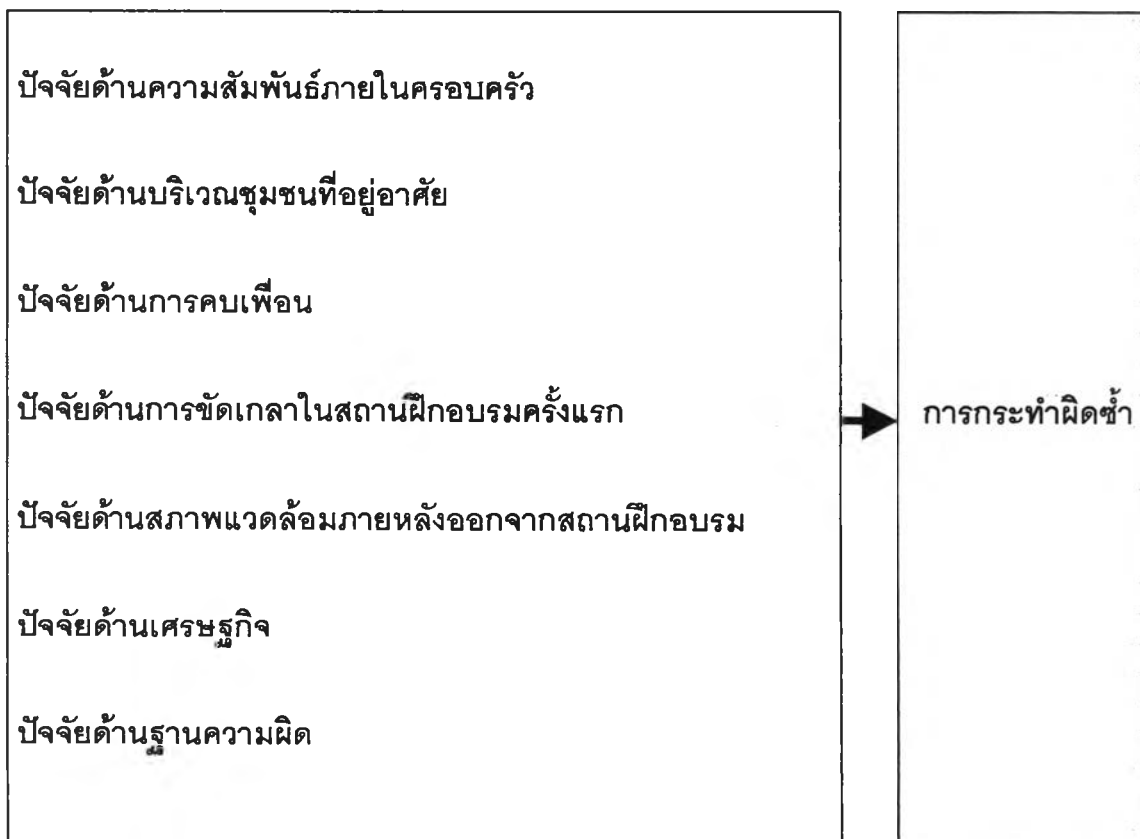 ปัจจัยด้านความสัมพันธ์ภายในครอบครัว
ปัจจัยด้านบริเวณชุมชนที่อยู่อาศัย
ปัจจัยด้านการคบเพื่อน
ปัจจัยด้านการขัดเกลาในสถานฝึกอบรมครั้งแรก
การกระทำผิดซ้ำ
ปัจจัยด้านสภาพแวดล้อมภายหลังออกจากสถานฝึกอบรม
ปัจจัยด้านเศรษฐกิจ
ปัจจัยด้านฐานความผิด